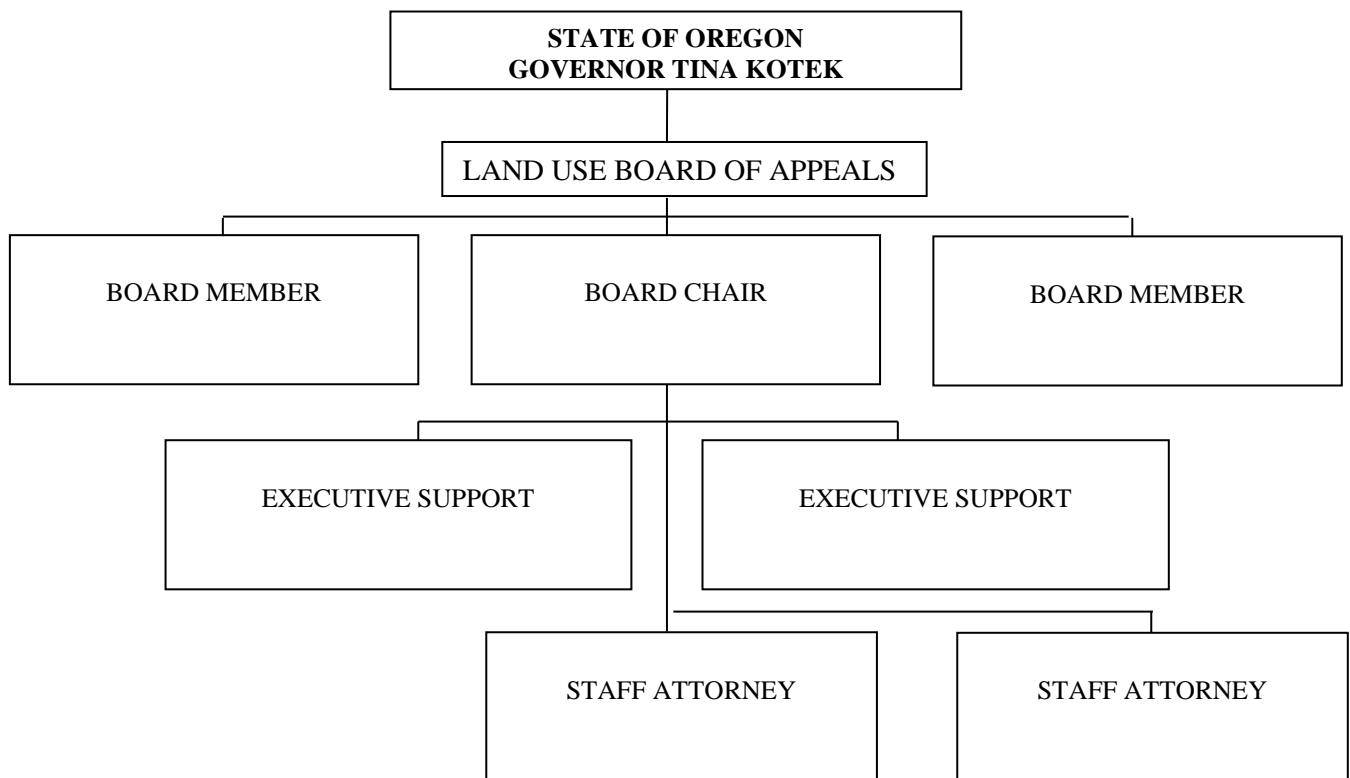 STATE OF OREGON
GOVERNOR TINA KOTEK
LAND USE BOARD OF APPEALS
BOARD MEMBER
BOARD CHAIR
BOARD MEMBER
EXECUTIVE SUPPORT
EXECUTIVE SUPPORT
STAFF ATTORNEY
STAFF ATTORNEY